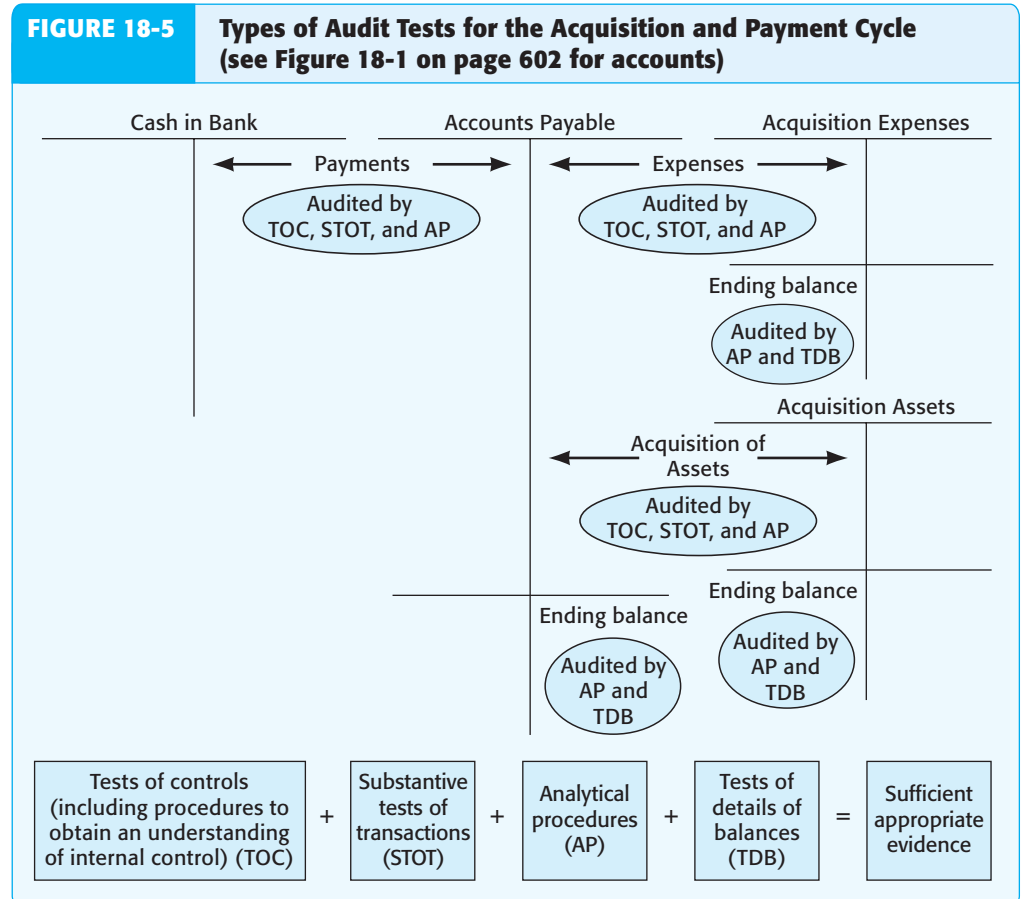 FIGURE 18-5
Types of Audit Tests for the Acquisition and Payment Cycle
(see Figure 18-1 on page 602 for accounts)
Cash in Bank
Accounts Payable
Acquisition Expenses
Payments
Expenses
Audited by
TOC, STOT, and AP
Audited by
TOC, STOT, and AP
Ending balance
Audited by
AP and TDB
Acquisition Assets
Acquisition of
Assets
Audited by
TOC, STOT, and AP
Ending balance
Audited by
AP and
TDB
Ending balance
Audited by
AP and
TDB
Tests of controls
(including procedures to
obtain an understanding
of internal control) (TOC)
+
Substantive
tests of
transactions
(STOT)
+
Analytical
procedures
(AP)
+
Tests of
details of
balances
(TDB)
=
Sufficient
appropriate
evidence